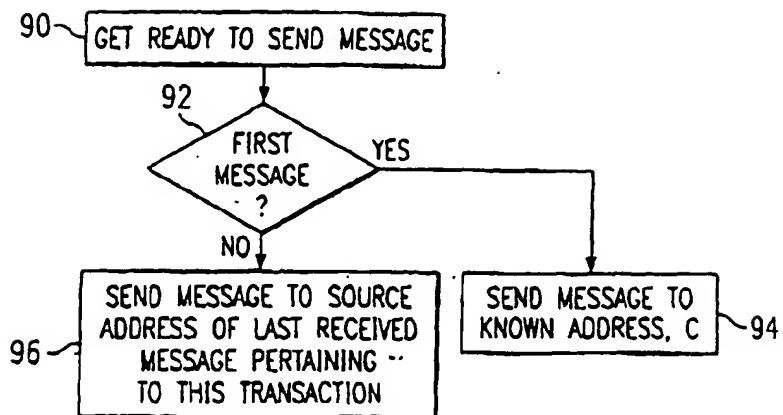 90
GET READY TO SEND MESSAGE
92
FIRST
MESSAGE
?
YES
NO
SEND MESSAGE TO SOURCE
ADDRESS OF LAST RECEIVED
MESSAGE PERTAINING
TO THIS TRANSACTION
96
SEND MESSAGE TO
KNOWN ADDRESS, C
94